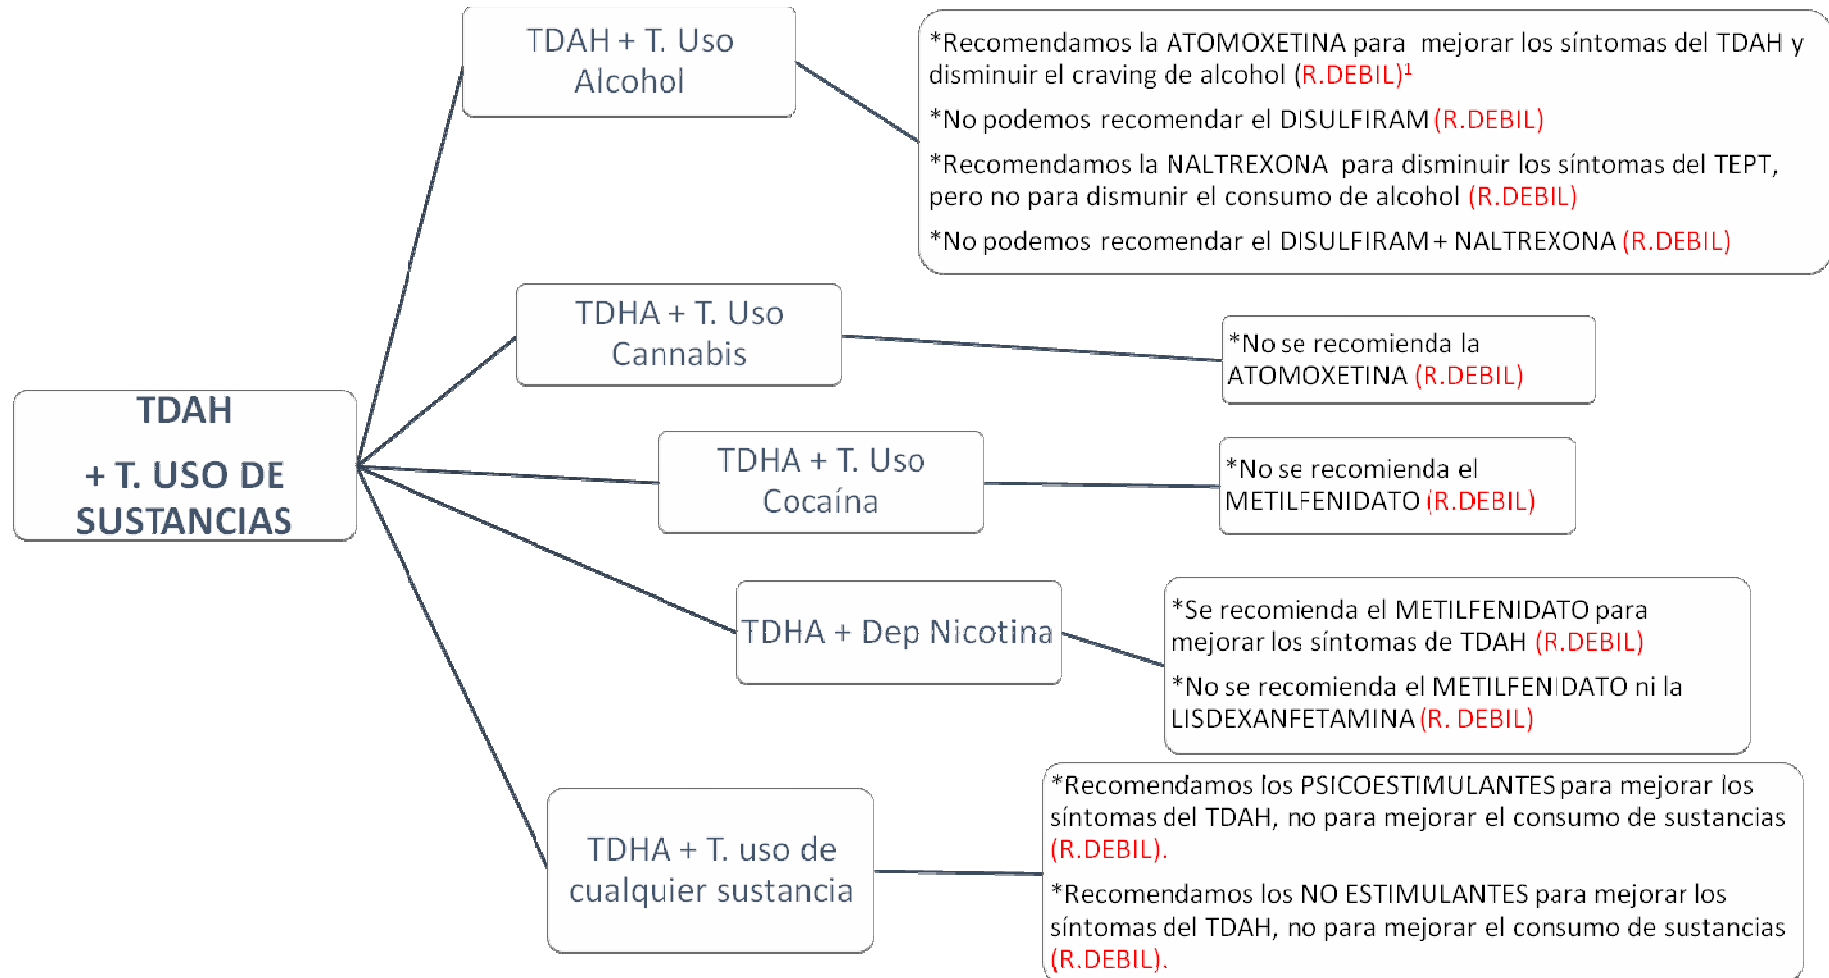 TDAH
+ T. USO DE
SUSTANCIAS
TDAH + T. Uso
Alcohol
*Recomendamos la ATOMOXETINA para mejorar los síntomas del TDAH y
disminuir el craving de alcohol (R.DEBIL)¹
*No podemos recomendar el DISULFIRAM (R.DEBIL)
*Recomendamos la NALTREXONA para disminuir los síntomas del TEPT,
pero no para dismunir el consumo de alcohol (R.DEBIL)
*No podemos recomendar el DISULFIRAM + NALTREXONA (R.DEBIL)
TDHA + T. Uso
Cannabis
*No se recomienda la
ATOMOXETINA (R.DEBIL)
TDHA + T. Uso
Cocaína
*No se recomienda el
METILFENIDATO (R.DEBIL)
TDHA + Dep Nicotina
*Se recomienda el METILFENIDATO para
mejorar los síntomas de TDAH (R.DEBIL)
*No se recomienda el METILFENIDATO ni la
LISDEXANFETAMINA (R. DEBIL)
TDHA + T. uso de
cualquier sustancia
*Recomendamos los PSICOESTIMULANTES para mejorar los
síntomas del TDAH, no para mejorar el consumo de sustancias
(R.DEBIL).
*Recomendamos los NO ESTIMULANTES para mejorar los
síntomas del TDAH, no para mejorar el consumo de sustancias
(R.DEBIL).